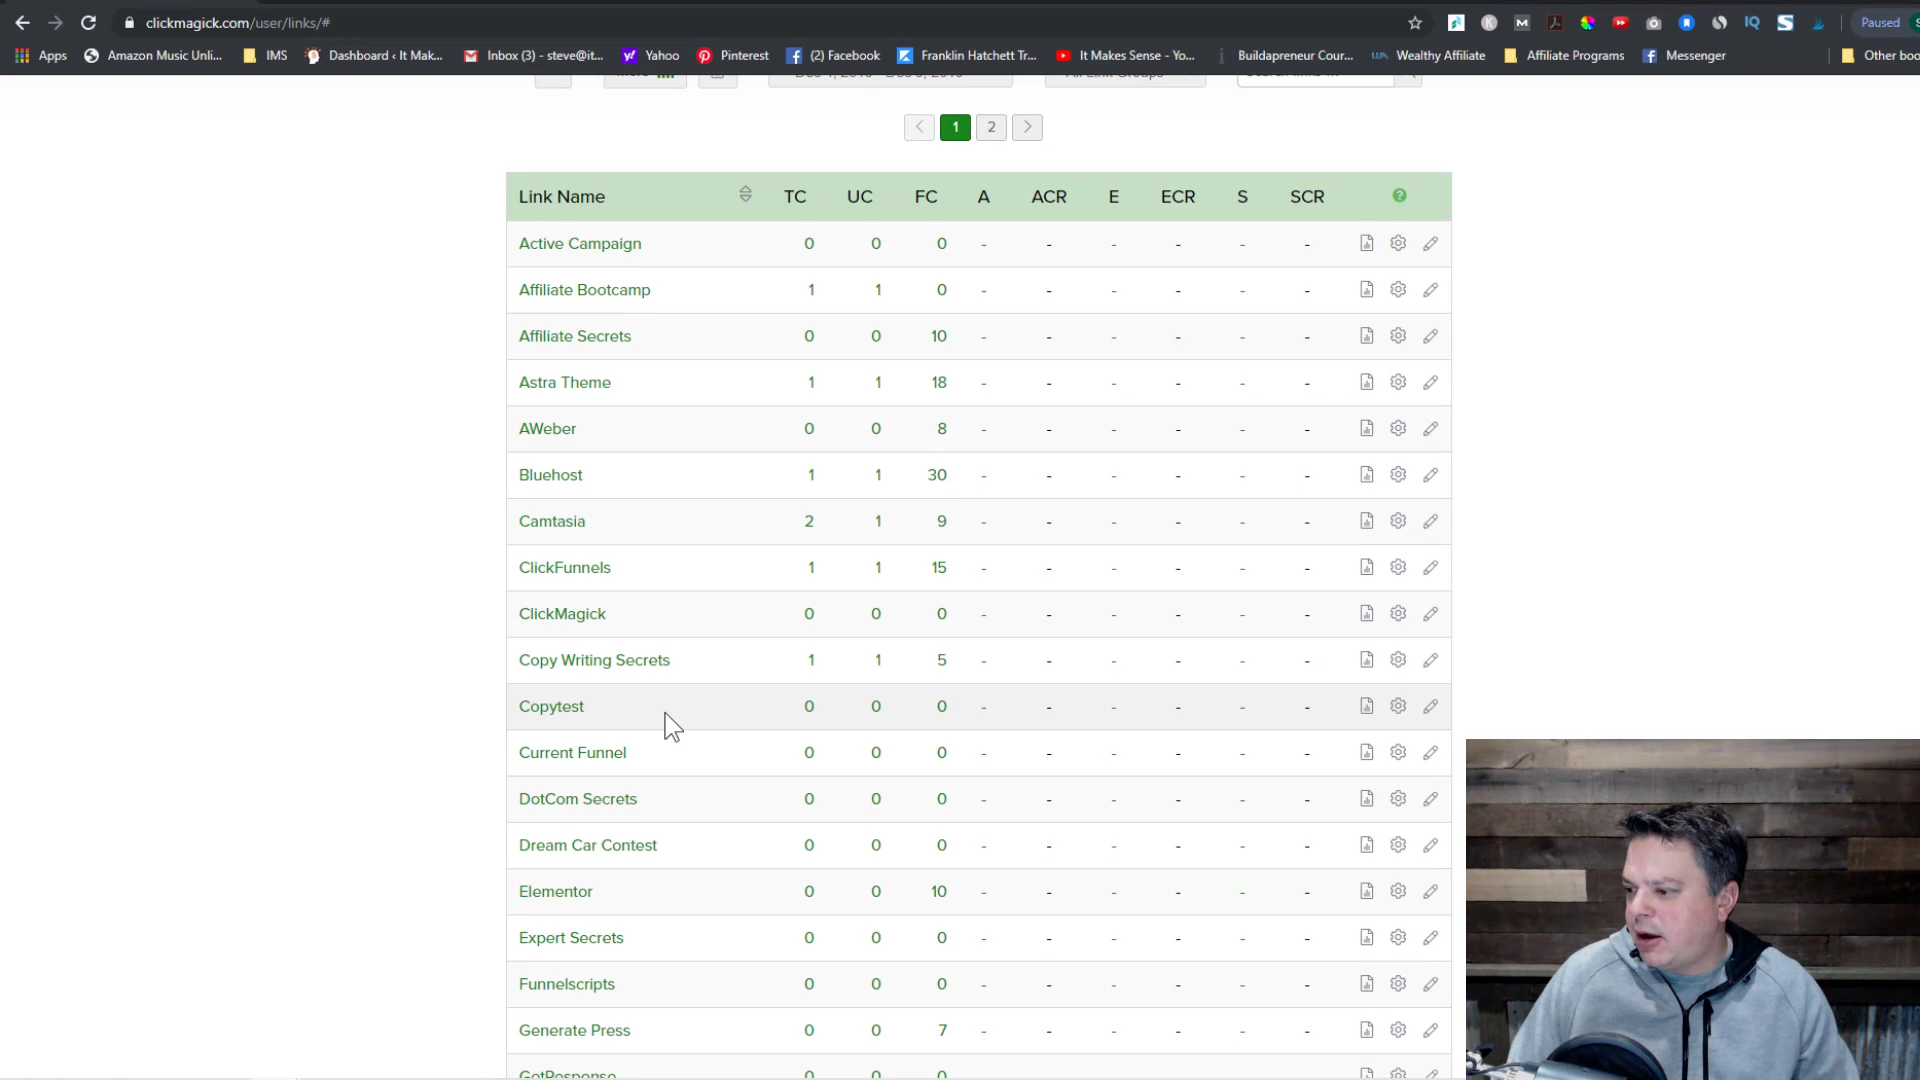 clickmagick.com/user/links/#
Paused
Apps Amazon Music Unli... IMS Dashboard ‹ It Mak... Inbox (3) - steve@it... Yahoo Pinterest (2) Facebook Franklin Hatchett Tr... It Makes Sense - Yo... Buildapreneur Cour... Wealthy Affiliate Affiliate Programs Messenger Other boo
1 2
Link Name TC UC FC A ACR E ECR S SCR ?
Active Campaign 0 0 0 - - - - - -
Affiliate Bootcamp 1 1 0 - - - - - -
Affiliate Secrets 0 0 10 - - - - - -
Astra Theme 1 1 18 - - - - - -
AWeber 0 0 8 - - - - - -
Bluehost 1 1 30 - - - - - -
Camtasia 2 1 9 - - - - - -
ClickFunnels 1 1 15 - - - - - -
ClickMagick 0 0 0 - - - - - -
Copy Writing Secrets 1 1 5 - - - - - -
Copytest 0 0 0 - - - - - -
Current Funnel 0 0 0 - - - - - -
DotCom Secrets 0 0 0 - - - - - -
Dream Car Contest 0 0 0 - - - - - -
Elementor 0 0 10 - - - - - -
Expert Secrets 0 0 0 - - - - - -
Funnelscripts 0 0 0 - - - - - -
Generate Press 0 0 7 - - - - - -
GetResponse 0 0 0